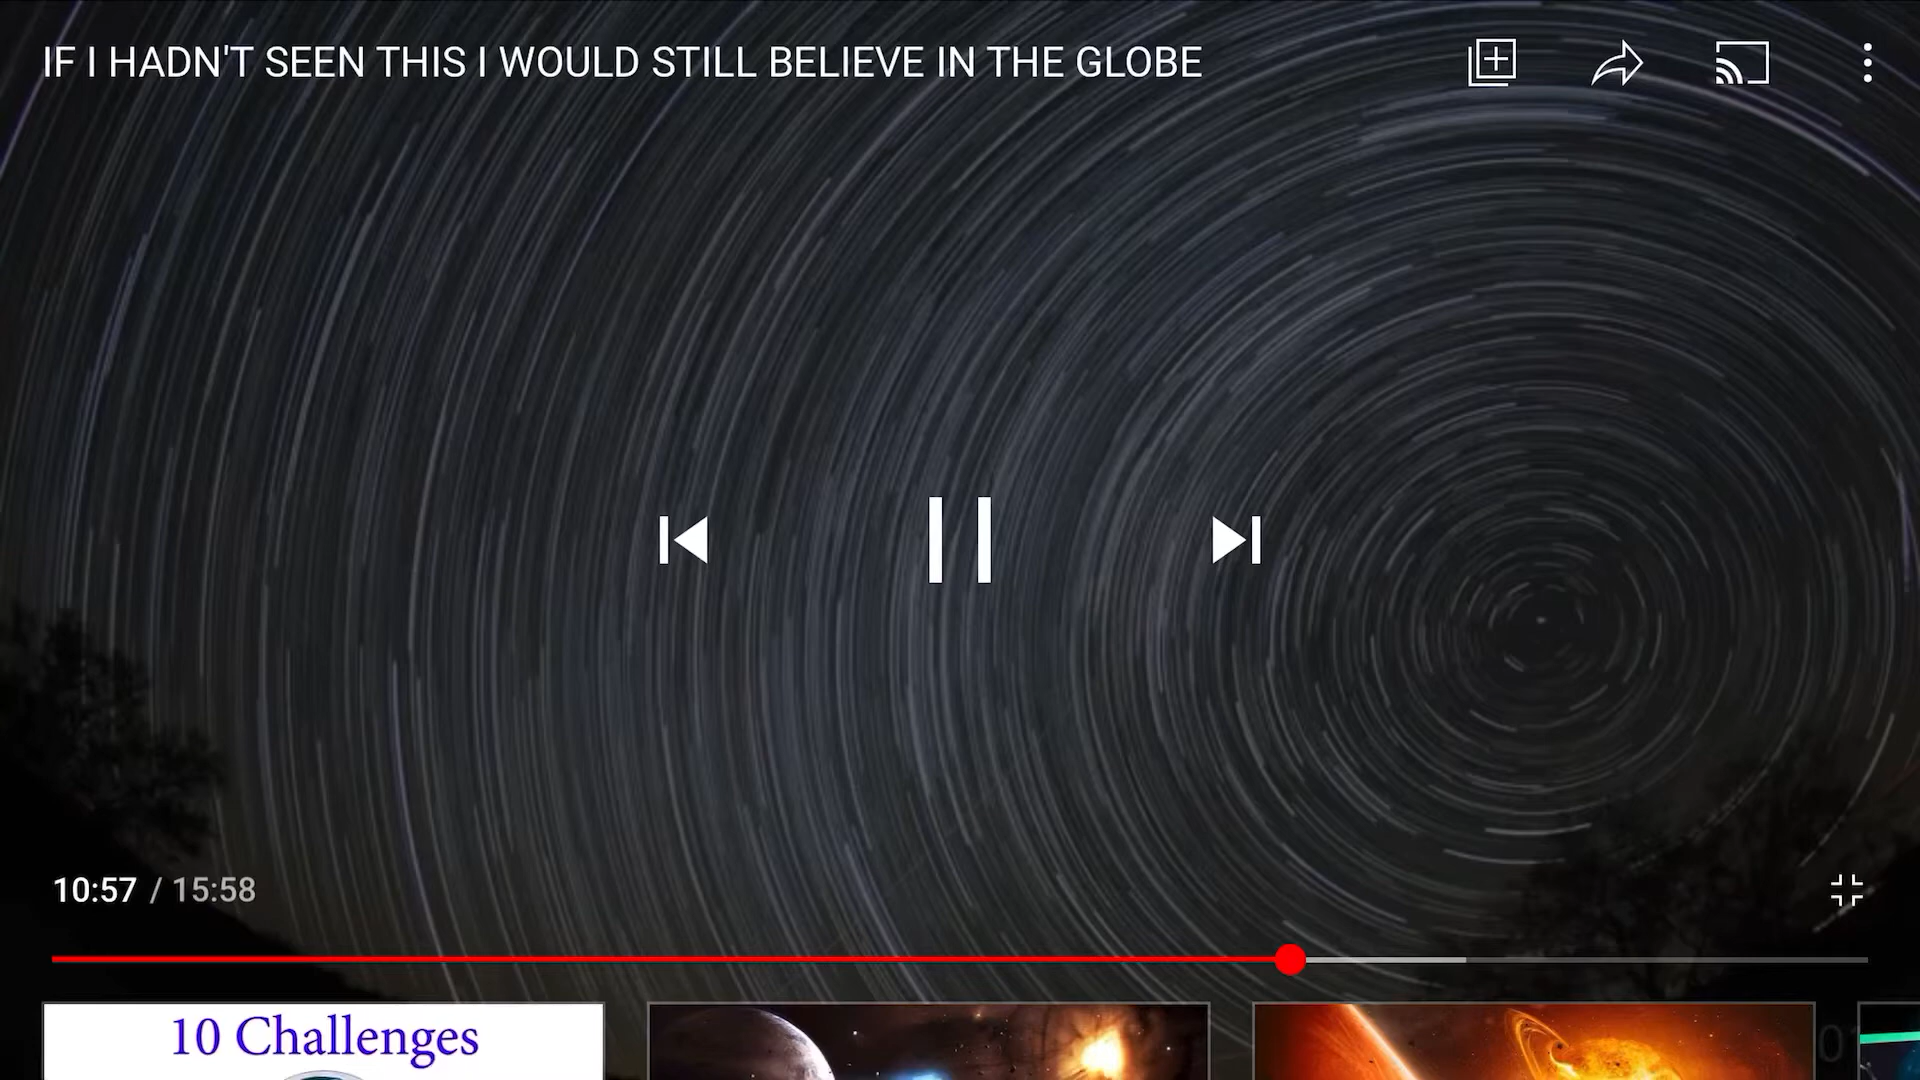 IF I HADN'T SEEN THIS I WOULD STILL BELIEVE IN THE GLOBE
10:57 / 15:58
10 Challenges